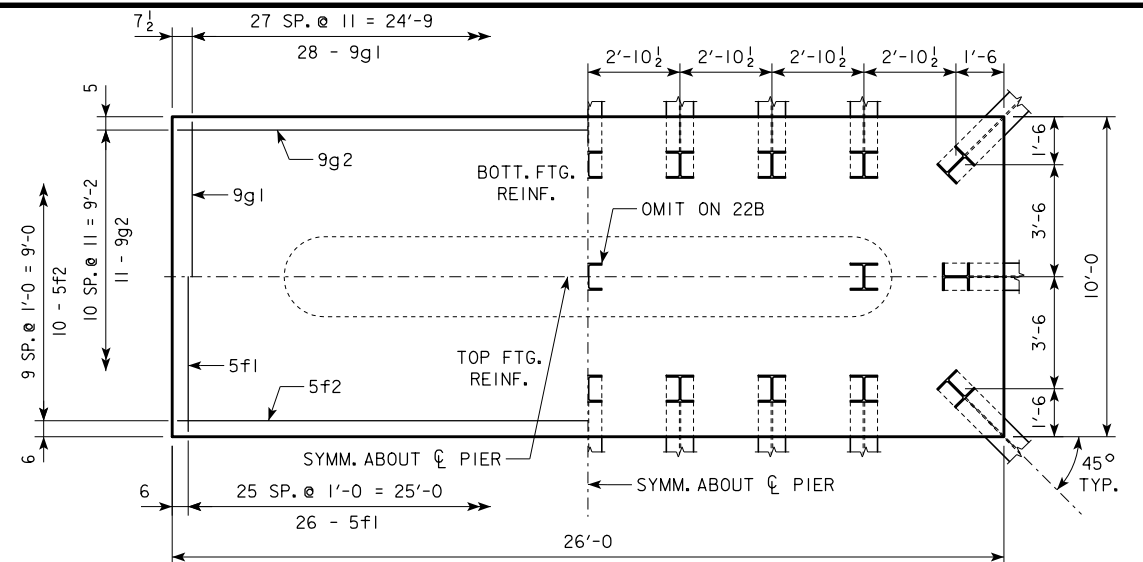 7½
27 SP. @ 11 = 24'-9
28 - 9g1
2'-10½
2'-10½
2'-10½
2'-10½
1'-6
5
9g2
BOTT. FTG.
REINF.
9g1
OMIT ON 22B
1'-6
3'-6
10'-0
3'-6
1'-6
9 SP. @ 1'-0 = 9'-0
10 - 5f2
10 SP. @ 11 = 9'-2
11 - 9g2
5f1
TOP FTG.
REINF.
5f2
6
SYMM. ABOUT ℄ PIER
SYMM. ABOUT ℄ PIER
45°
TYP.
6
25 SP. @ 1'-0 = 25'-0
26 - 5f1
26'-0